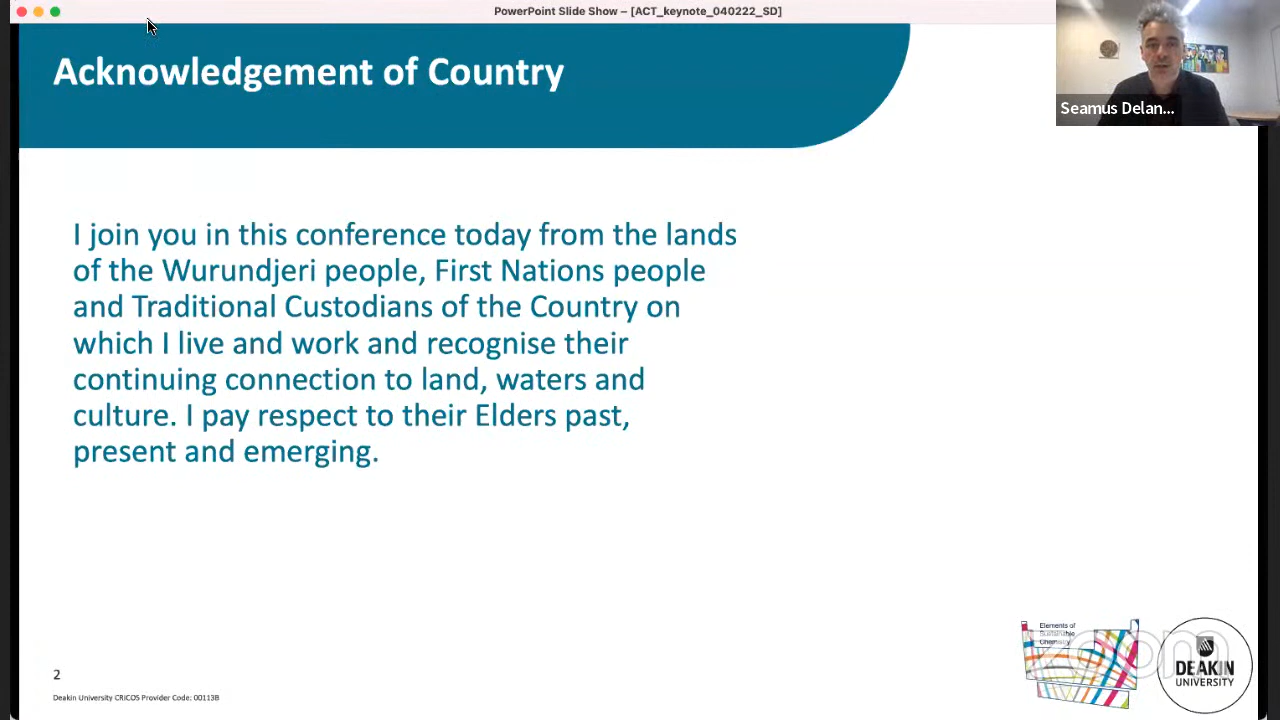 PowerPoint Slide Show – [ACT_keynote_040222_SD]
Acknowledgement of Country
Seamus Delan...
I join you in this conference today from the lands
of the Wurundjeri people, First Nations people
and Traditional Custodians of the Country on
which I live and work and recognise their
continuing connection to land, waters and
culture. I pay respect to their Elders past,
present and emerging.
Elements of
Sustainable
Chemistry
zoom
DEAKIN
UNIVERSITY
2
Deakin University CRICOS Provider Code: 00113B